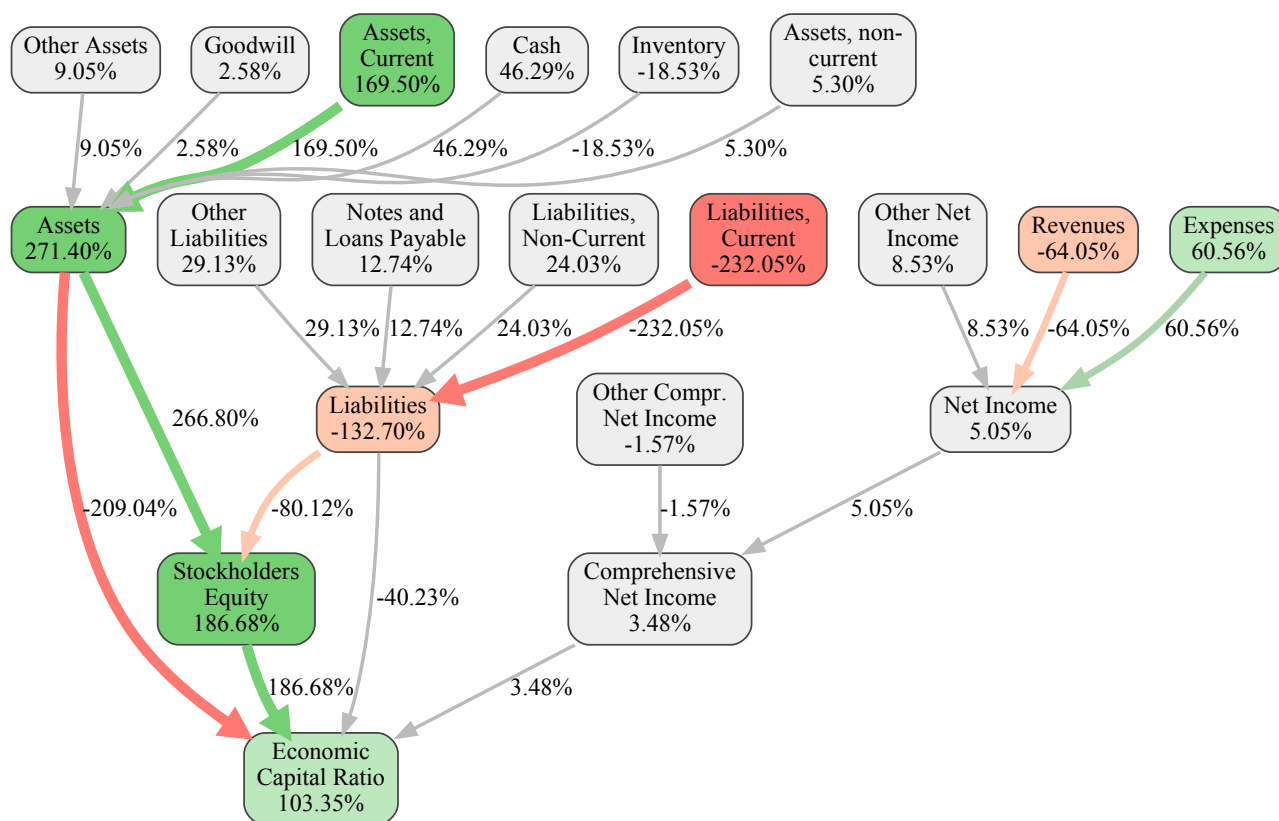 Other Assets
9.05%
Goodwill
2.58%
Assets,
Current
169.50%
Cash
46.29%
Inventory
-18.53%
Assets, non-
current
5.30%
9.05%
2.58%
169.50%
46.29%
-18.53%
5.30%
Assets
271.40%
Other
Liabilities
29.13%
Notes and
Loans Payable
12.74%
Liabilities,
Non-Current
24.03%
Liabilities,
Current
-232.05%
Other Net
Income
8.53%
Revenues
-64.05%
Expenses
60.56%
29.13%
12.74%
24.03%
-232.05%
8.53%
-64.05%
60.56%
266.80%
Liabilities
-132.70%
Other Compr.
Net Income
-1.57%
Net Income
5.05%
-209.04%
-80.12%
-40.23%
-1.57%
5.05%
Stockholders
Equity
186.68%
Comprehensive
Net Income
3.48%
186.68%
3.48%
Economic
Capital Ratio
103.35%